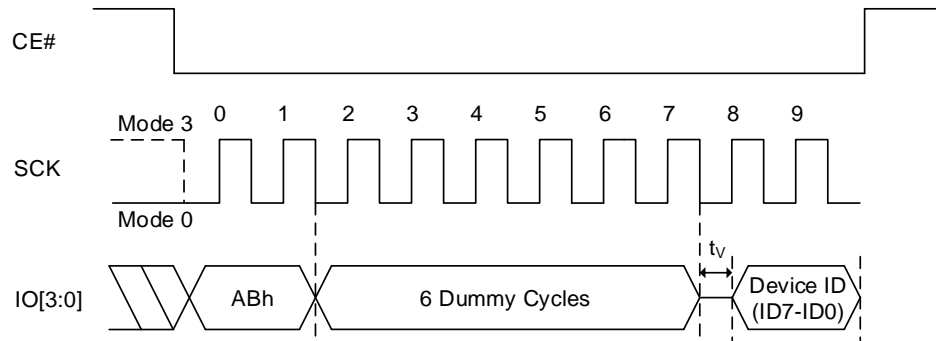 CE#
0 1 2 3 4 5 6 7 8 9
Mode 3
SCK
Mode 0
tV
IO[3:0]
ABh
6 Dummy Cycles
Device ID
(ID7-ID0)